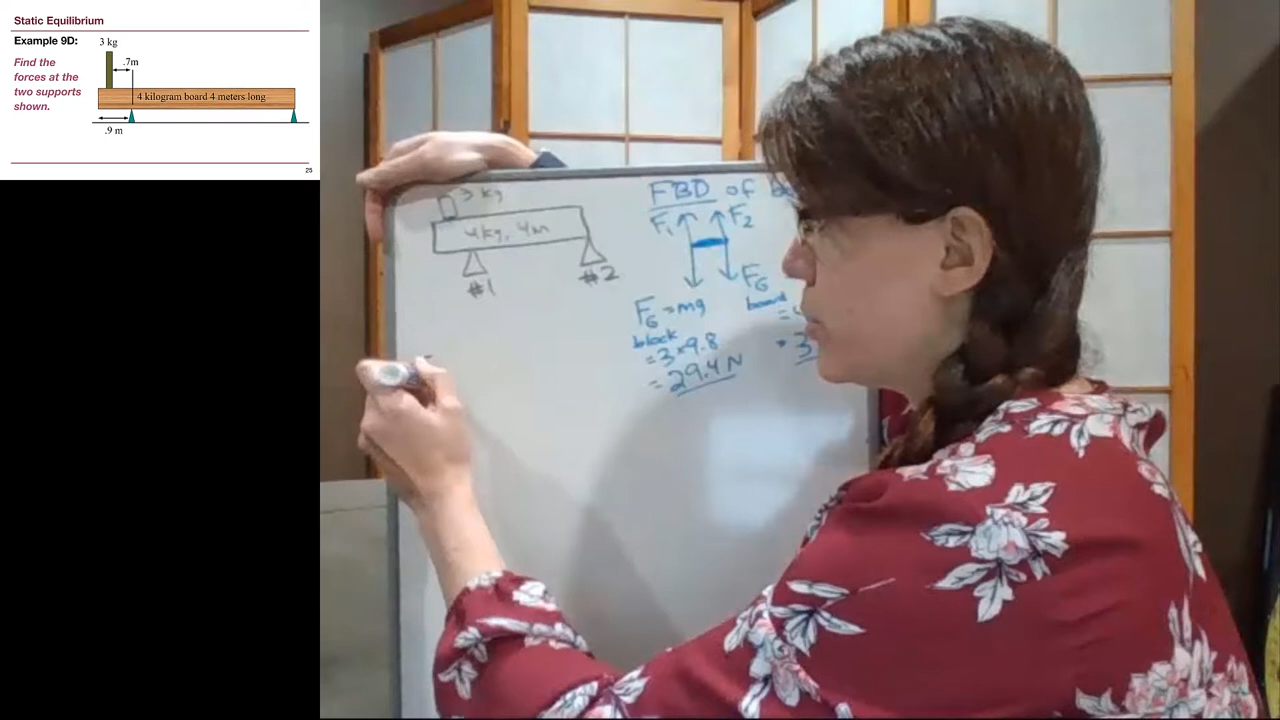 Static Equilibrium
Example 9D:
Find the
forces at the
two supports
shown.
3 kg
.7m
4 kilogram board 4 meters long
.9 m
25
3 kg
4kg, 4m
#1
#2
FBD of
F1
F2
FG
FG = mg
block
= 3*9.8
= 29.4 N
board
=
= 3